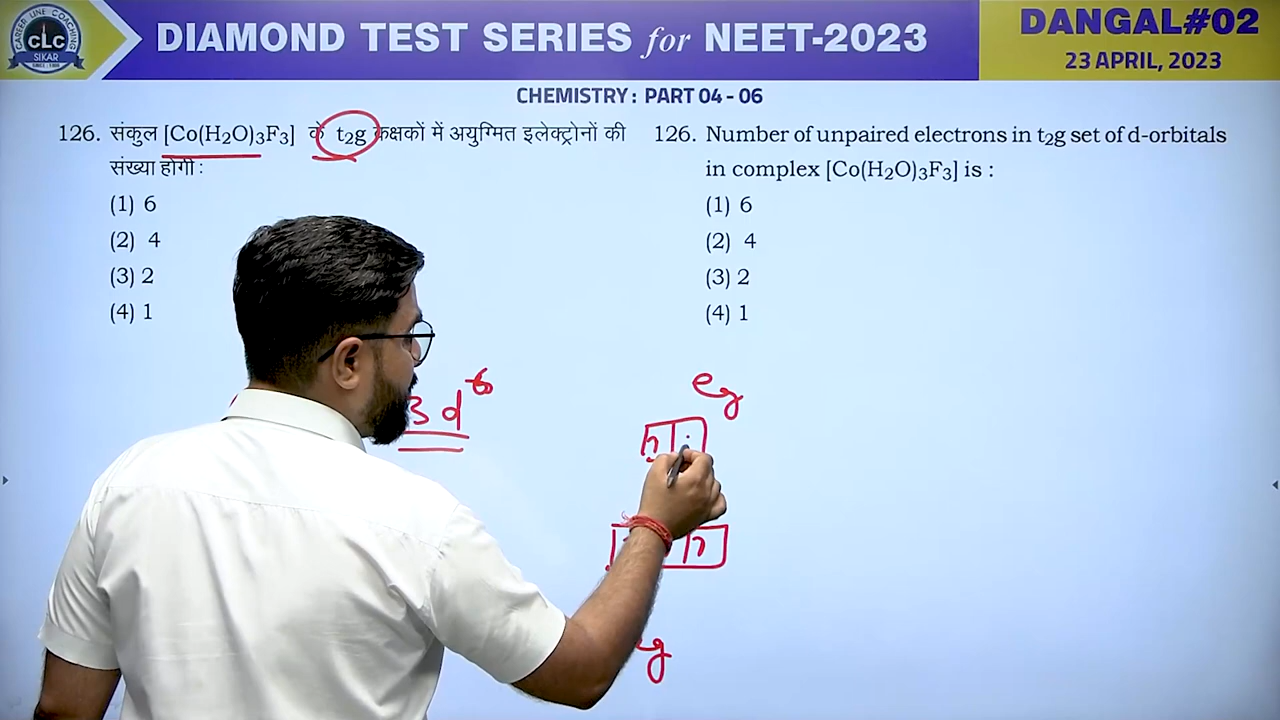 CAREER LINE COACHING
CLC
SIKAR
SINCE : 1996
DIAMOND TEST SERIES for NEET-2023
DANGAL#02
23 APRIL, 2023
CHEMISTRY : PART 04 - 06
126. संकुल [Co(H₂O)₃F₃] के t₂g कक्षकों में अयुग्मित इलेक्ट्रोनों की
संख्या होगी :
(1) 6
(2) 4
(3) 2
(4) 1
126. Number of unpaired electrons in t₂g set of d-orbitals
in complex [Co(H₂O)₃F₃] is :
(1) 6
(2) 4
(3) 2
(4) 1
3d⁶
eg
g